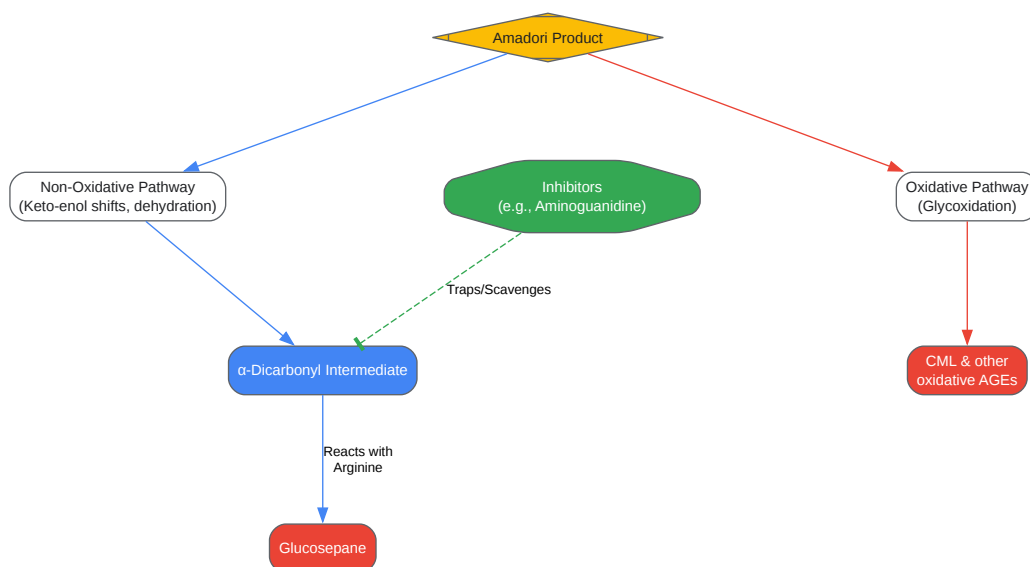 Amadori Product
Non-Oxidative Pathway
(Keto-enol shifts, dehydration)
Inhibitors
(e.g., Aminoguanidine)
Oxidative Pathway
(Glycoxidation)
Traps/Scavenges
α-Dicarbonyl Intermediate
CML & other
oxidative AGEs
Reacts with
Arginine
Glucosepane